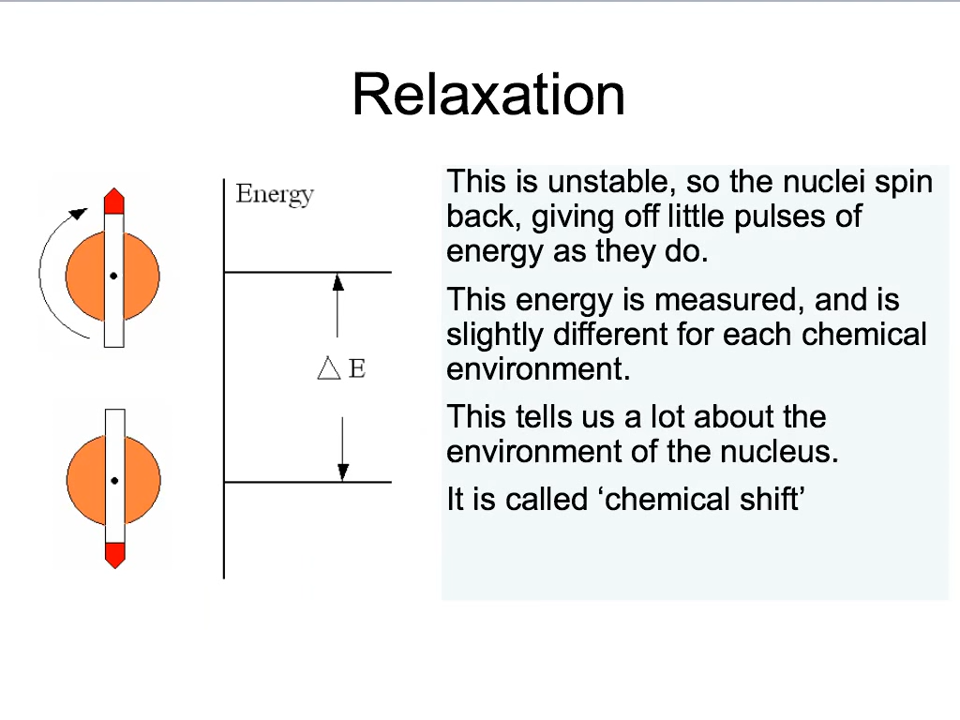 Relaxation
Energy
△ E
This is unstable, so the nuclei spin
back, giving off little pulses of
energy as they do.
This energy is measured, and is
slightly different for each chemical
environment.
This tells us a lot about the
environment of the nucleus.
It is called ‘chemical shift’